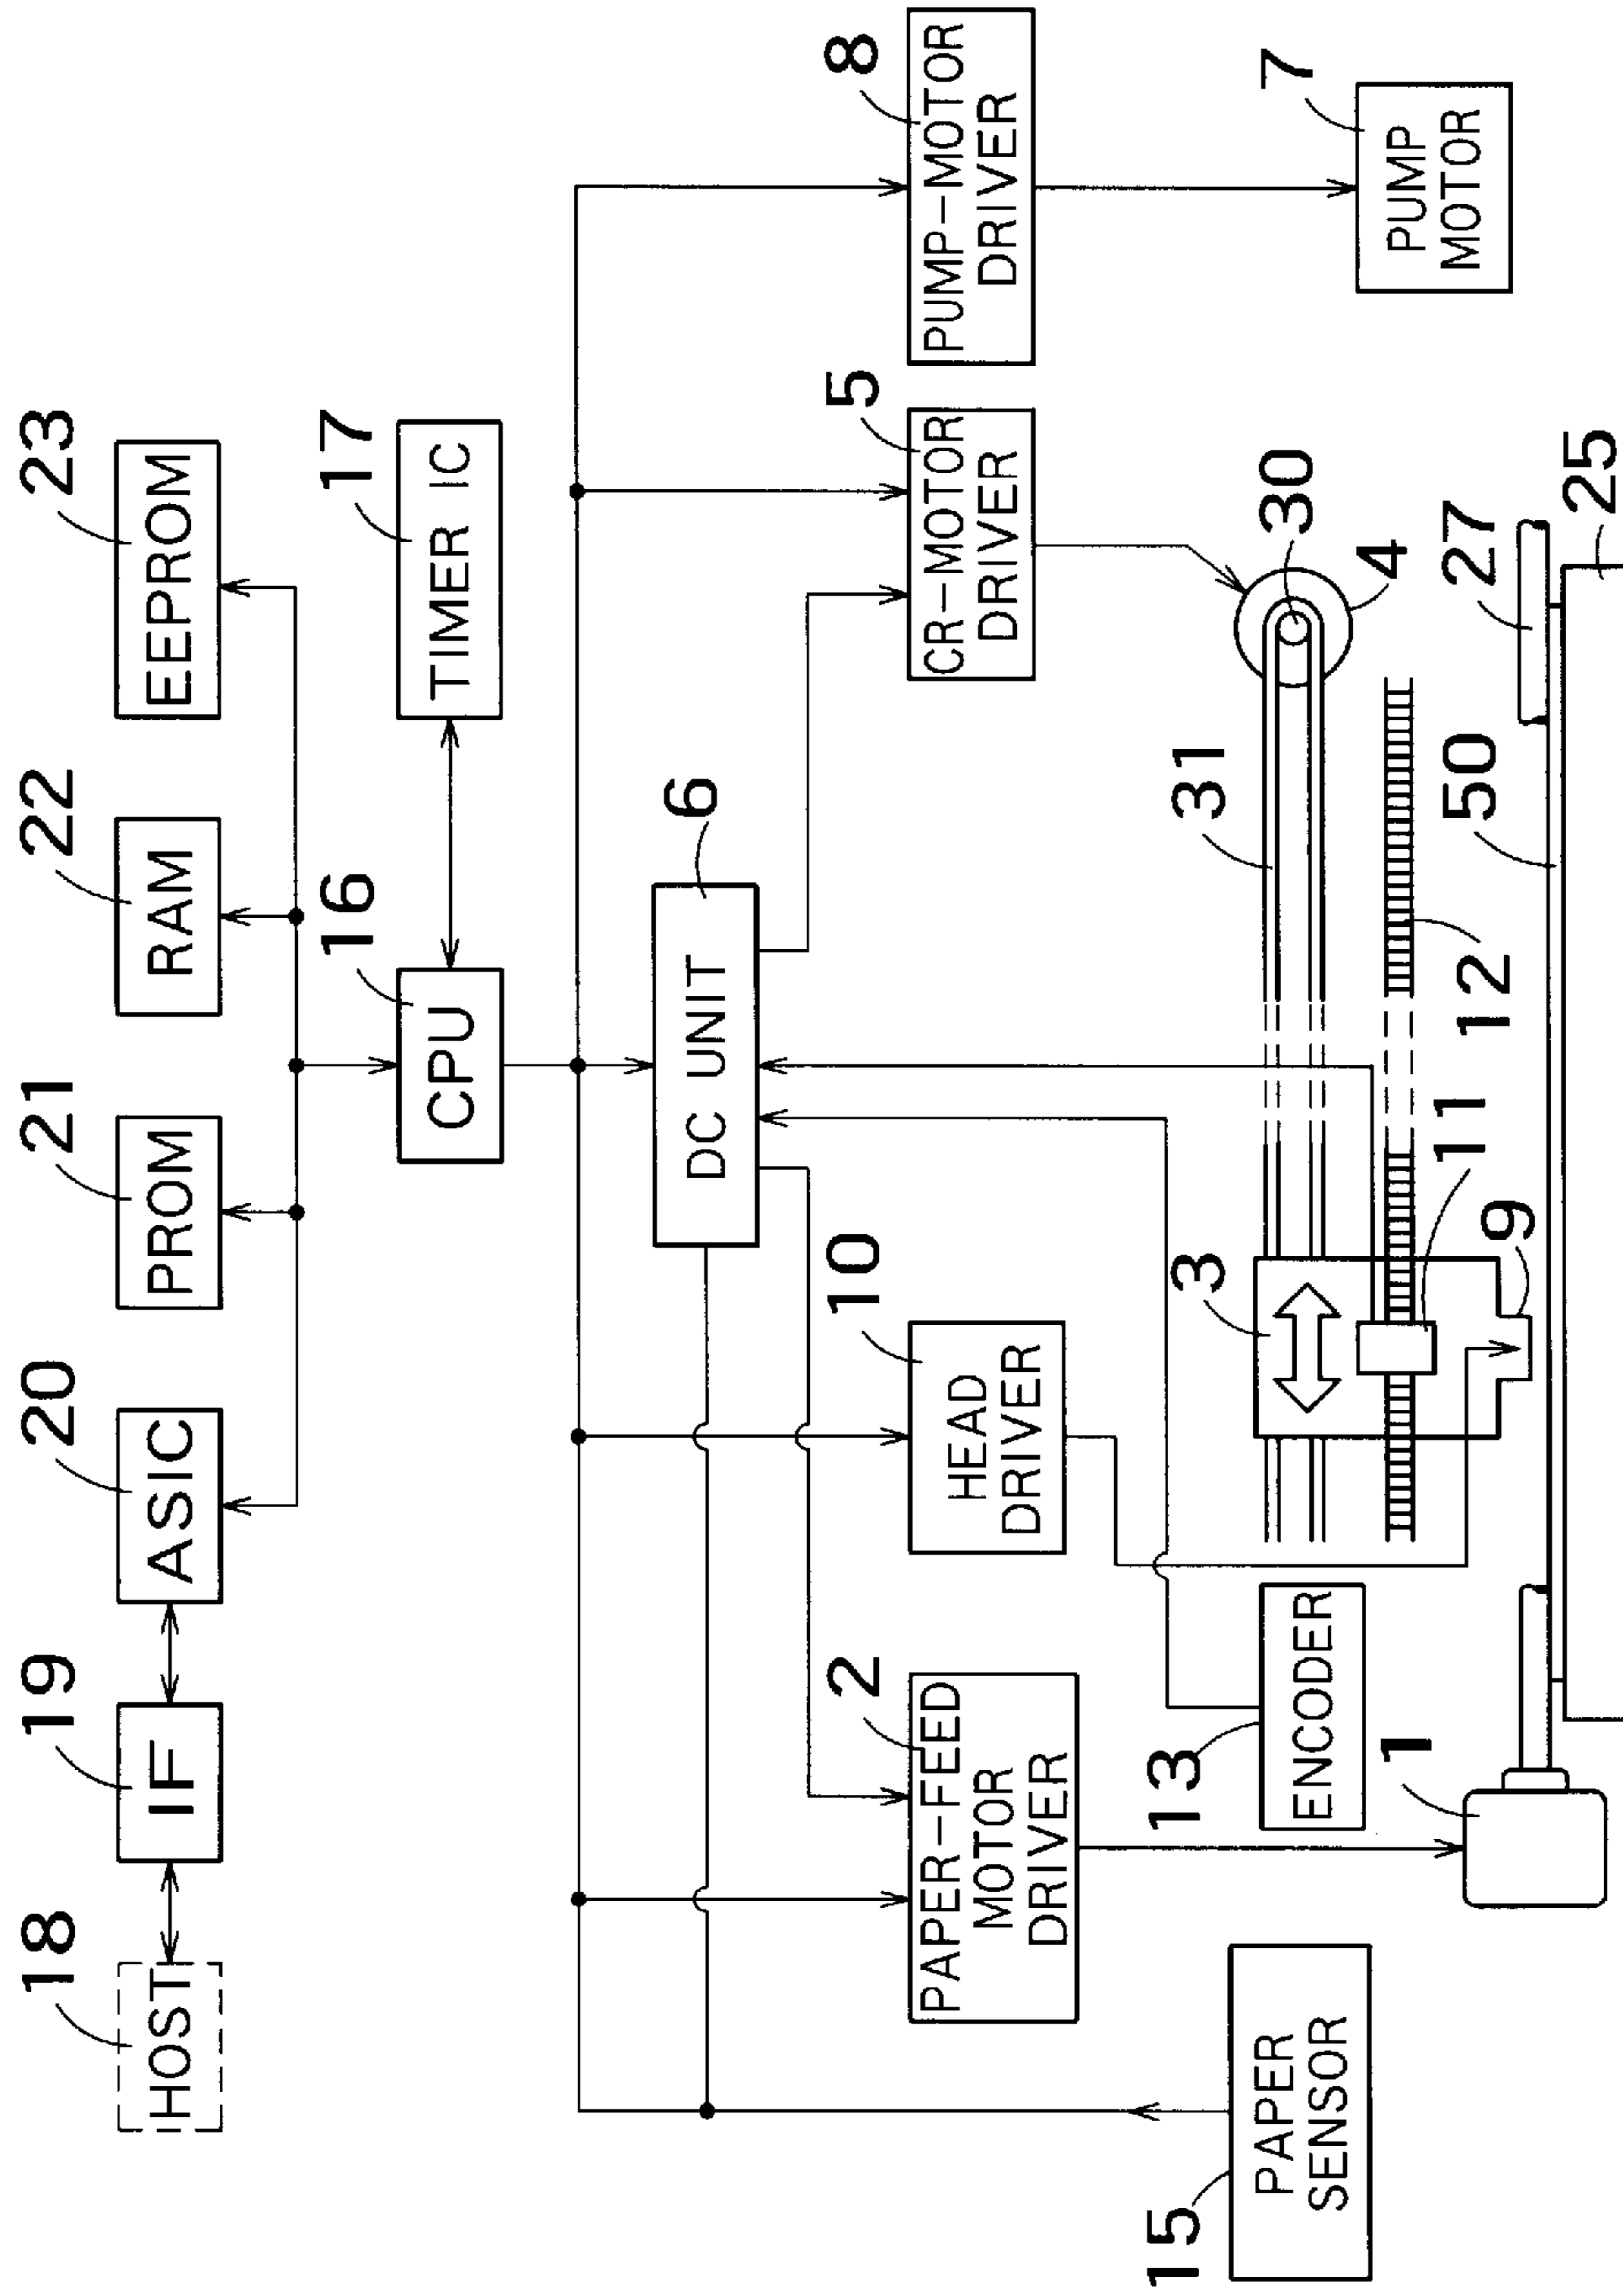 18
19
20
21
22
23
HOST
IF
ASIC
PROM
RAM
EEPROM
16
17
CPU
TIMER IC
6
DC UNIT
2
10
5
8
PAPER-FEED
MOTOR
DRIVER
HEAD
DRIVER
CR-MOTOR
DRIVER
PUMP-MOTOR
DRIVER
15
13
3
31
30
7
PAPER
SENSOR
ENCODER
4
PUMP
MOTOR
1
11
12
9
50
27
25